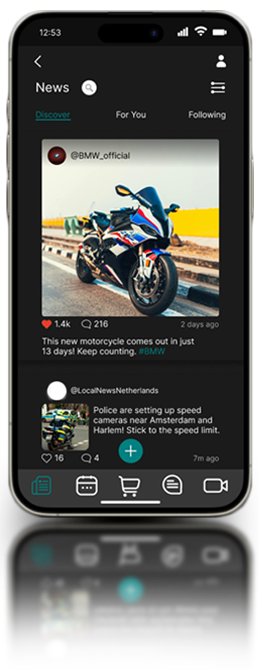 12:53
News
Discover For You Following
@BMW_official
1.4k 216 2 days ago
This new motorcycle comes out in just
13 days! Keep counting. #BMW
@LocalNewsNetherlands
Police are setting up speed
cameras near Amsterdam and
Harlem! Stick to the speed limit.
16 4 7m ago